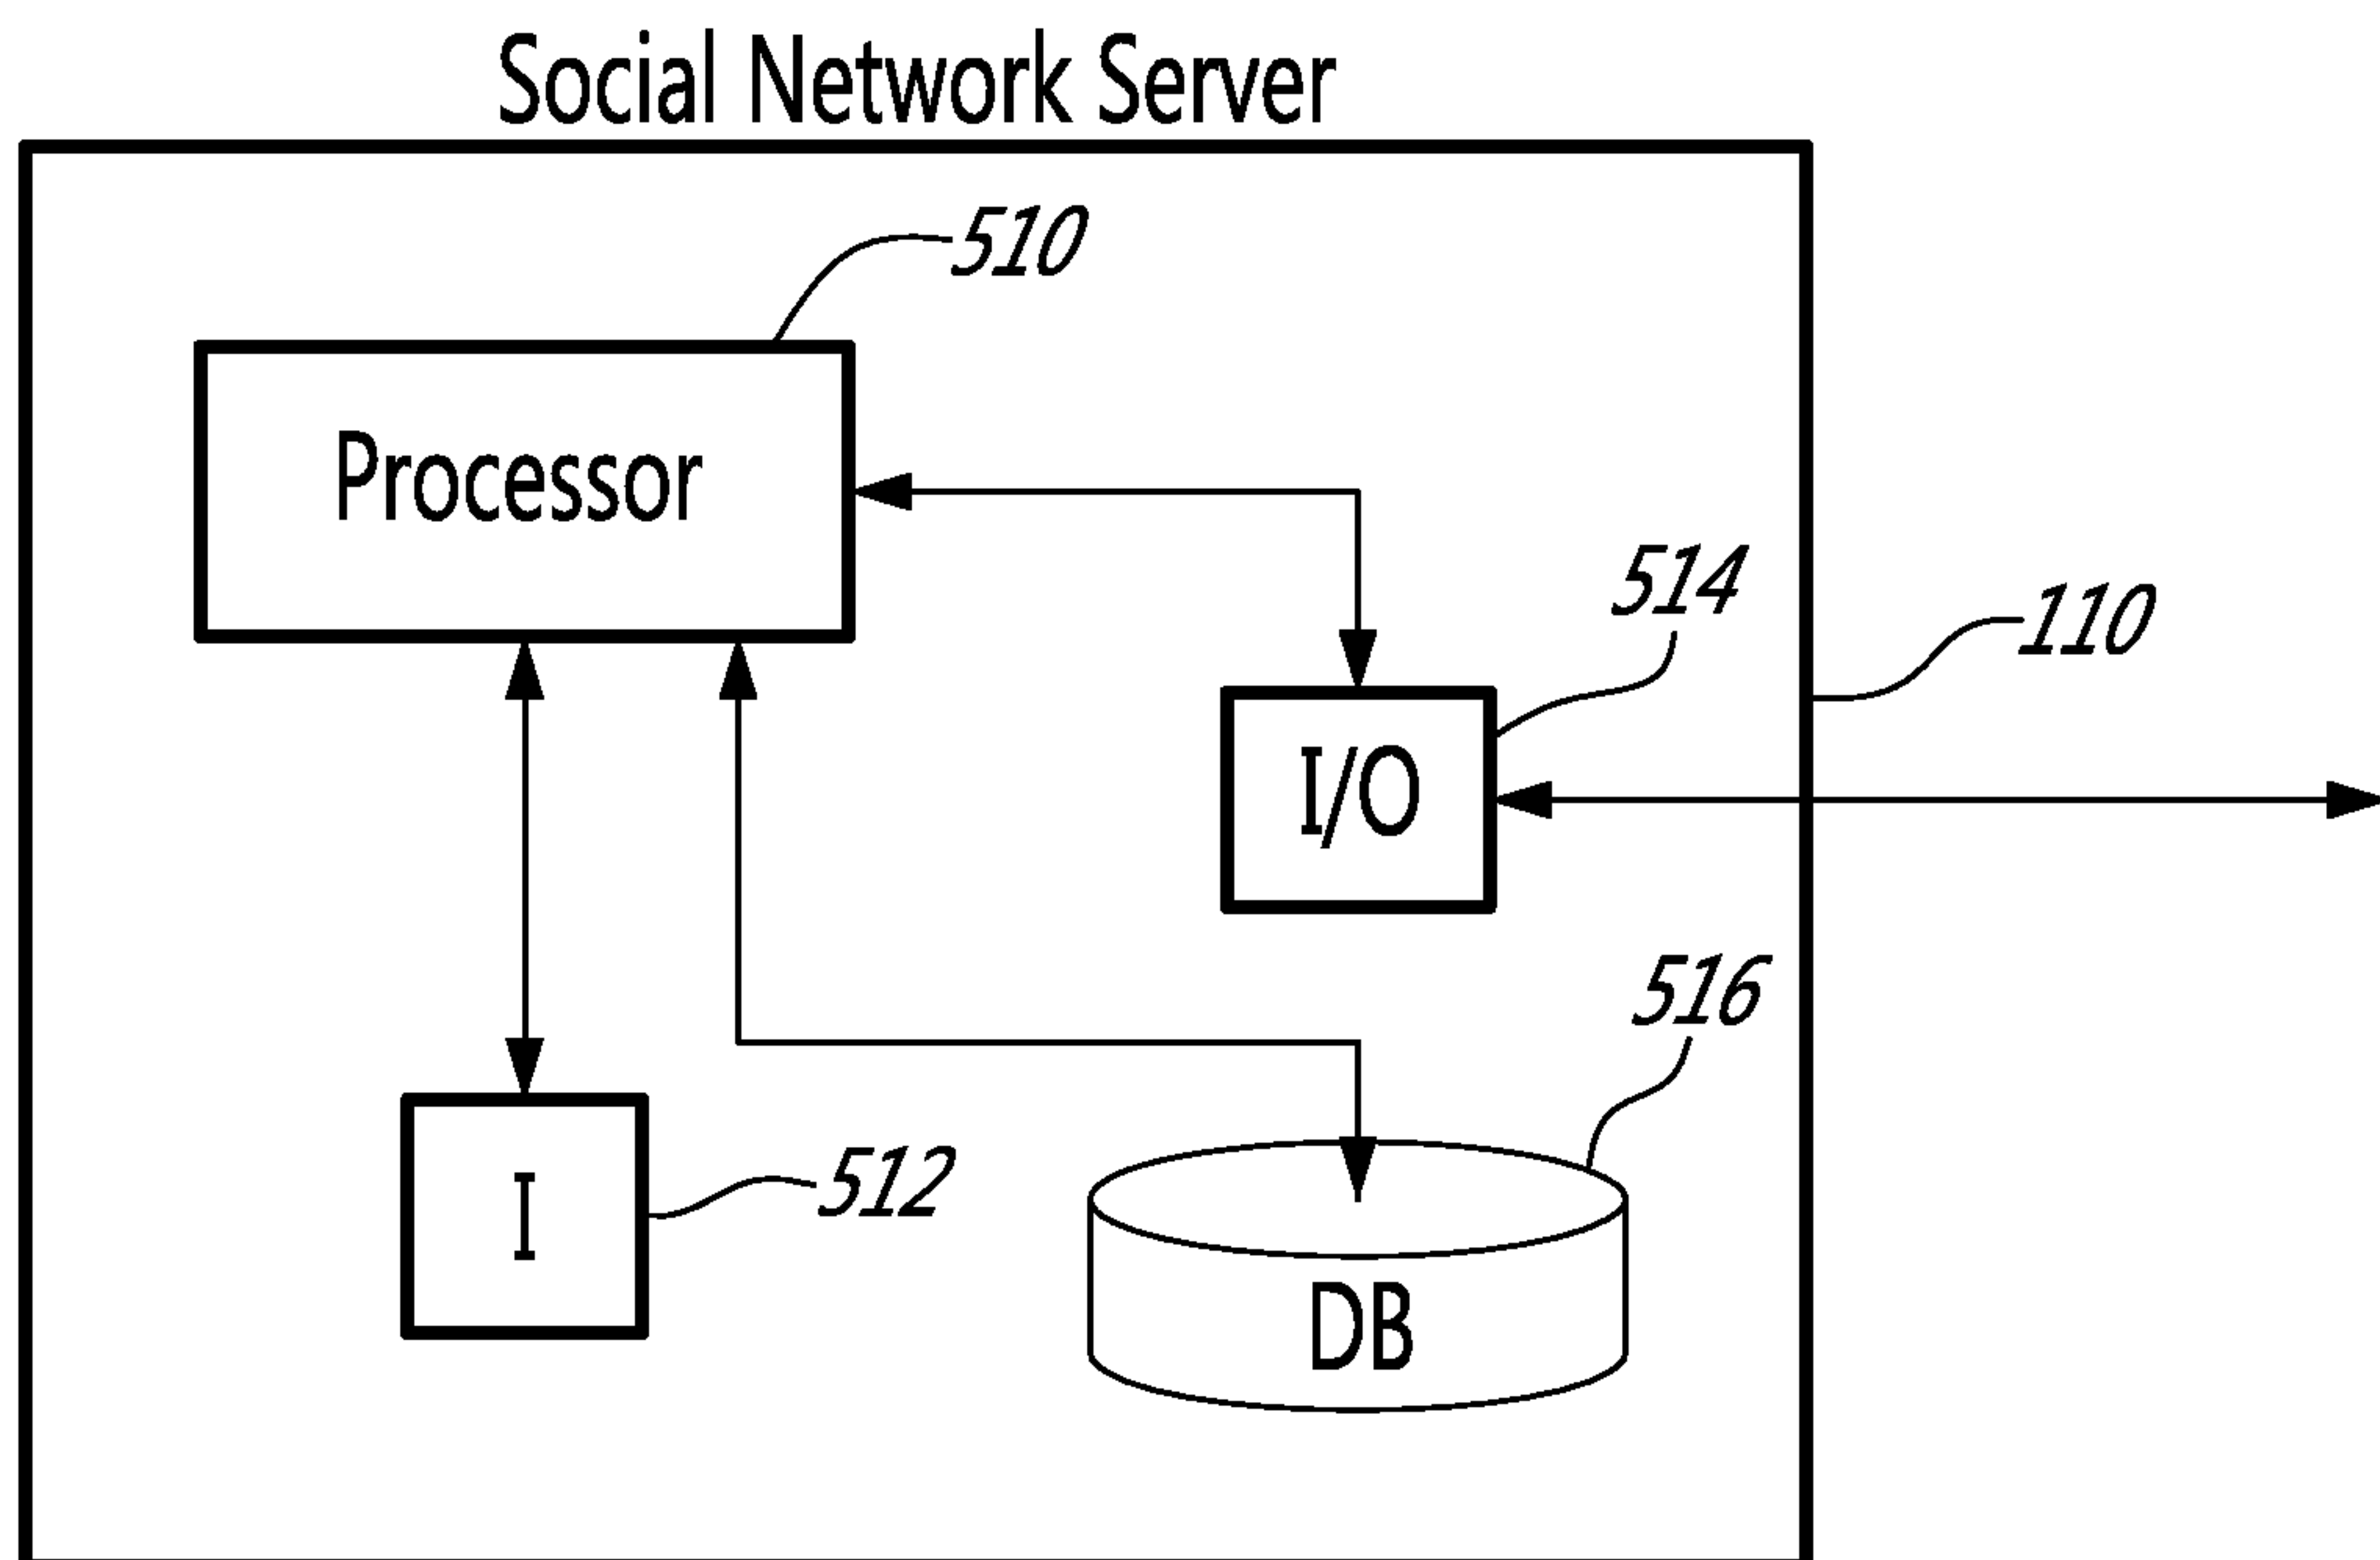 Social Network Server
510
Processor
514
110
I/O
516
512
I
DB